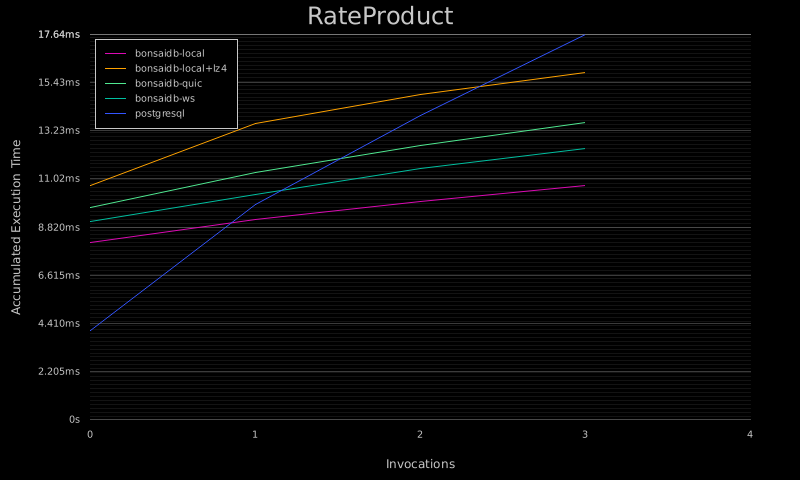 RateProduct
17.64ms
bonsaidb-local
bonsaidb-local+lz4
bonsaidb-quic
bonsaidb-ws
postgresql
15.43ms
13.23ms
11.02ms
8.820ms
6.615ms
4.410ms
2.205ms
0s
Accumulated Execution Time
0 1 2 3 4
Invocations